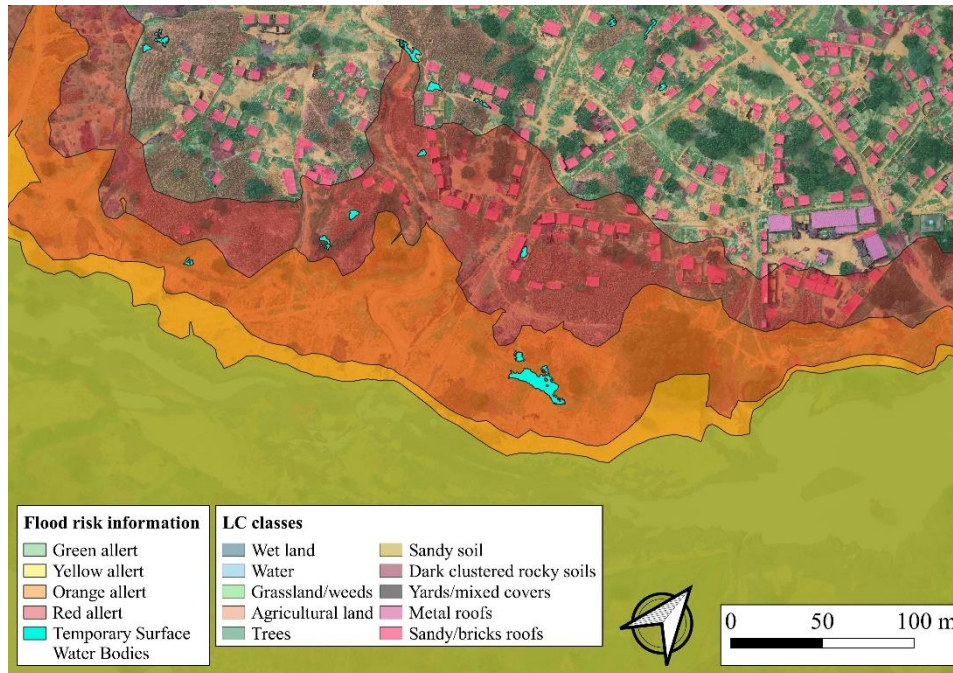 Flood risk information
Green allert
Yellow allert
Orange allert
Red allert
Temporary Surface
Water Bodies
LC classes
Wet land
Water
Grassland/weeds
Agricultural land
Trees
Sandy soil
Dark clustered rocky soils
Yards/mixed covers
Metal roofs
Sandy/bricks roofs
0 50 100 m